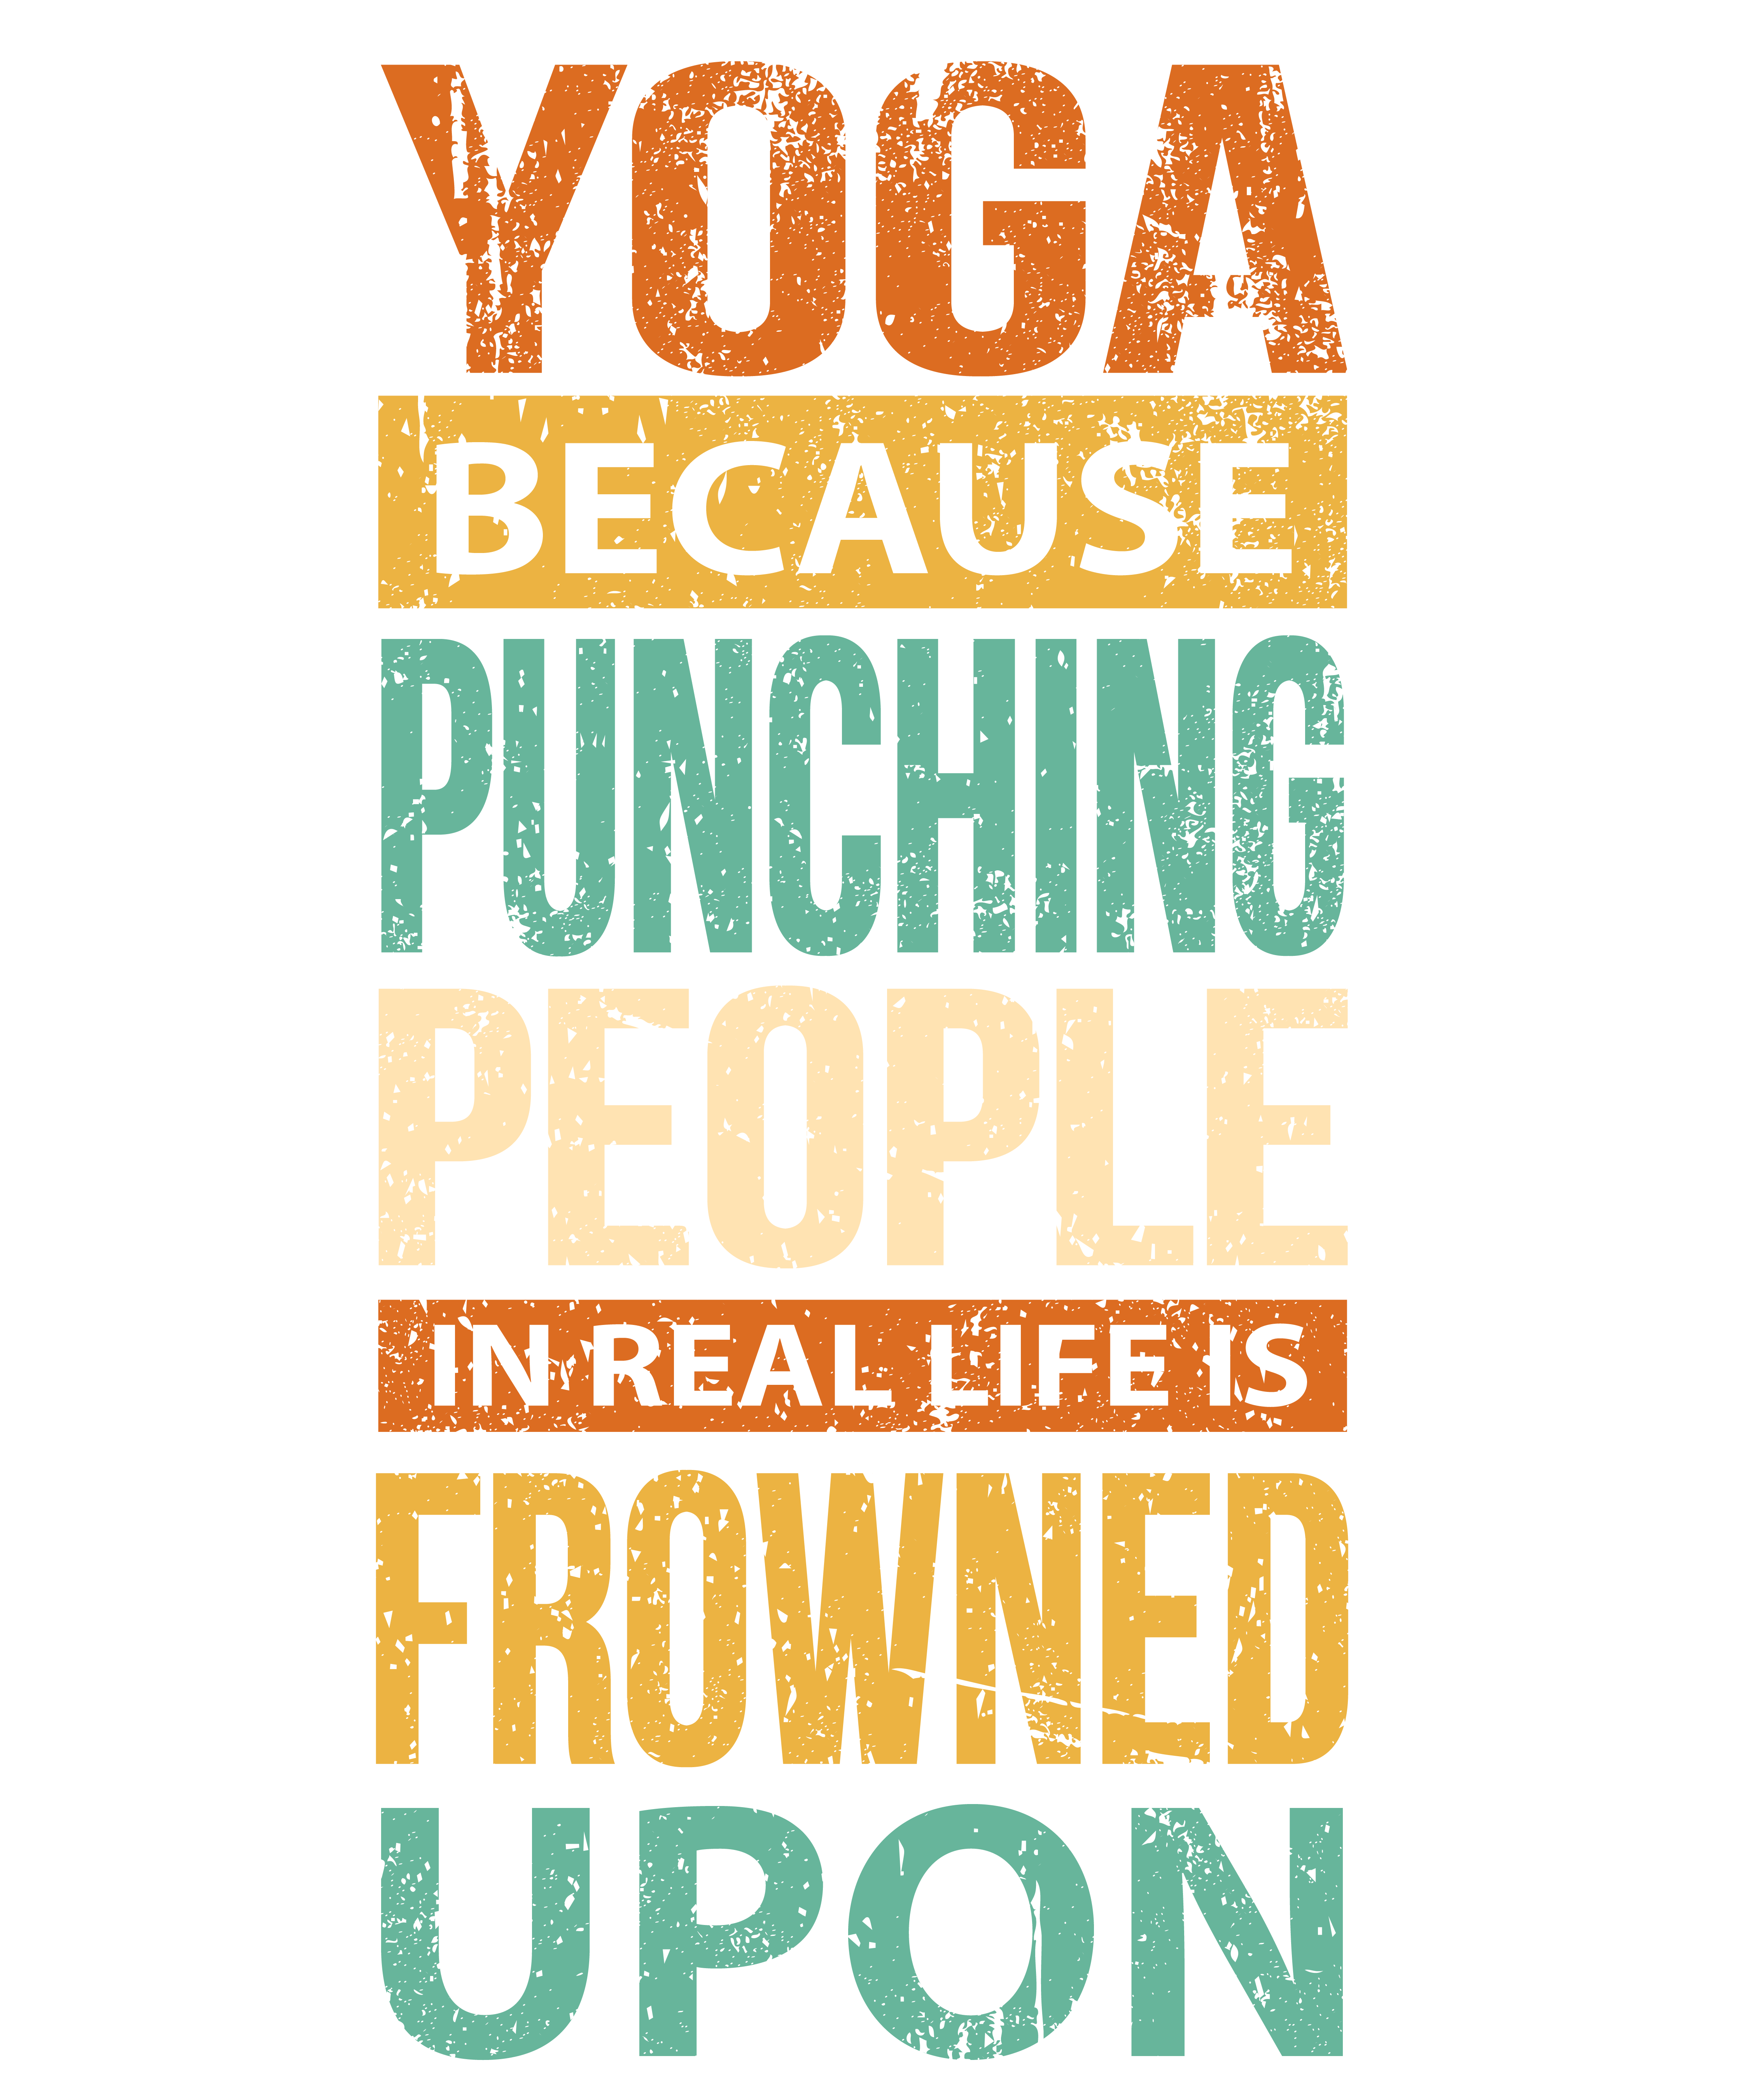 YOGA
BECAUSE
PUNCHING
PEOPLE
IN REAL LIFE IS
FROWNED
UPON